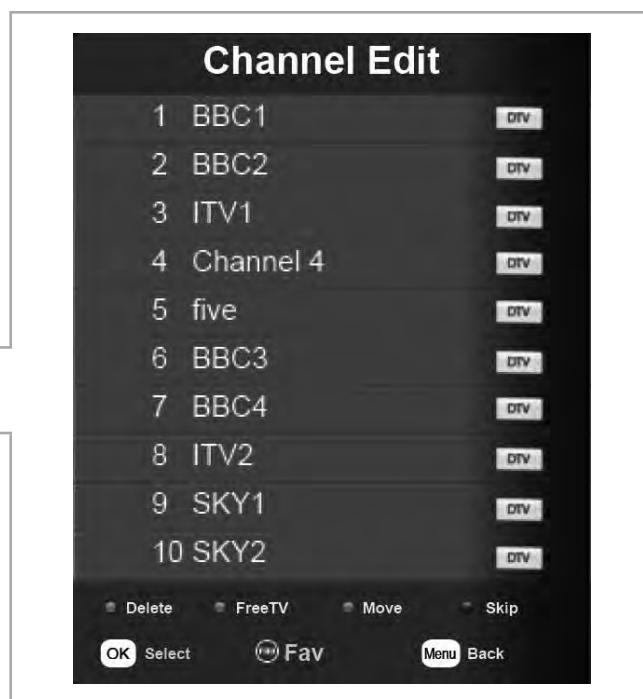 Channel Edit
1 BBC1 DTV
2 BBC2 DTV
3 ITV1 DTV
4 Channel 4 DTV
5 five DTV
6 BBC3 DTV
7 BBC4 DTV
8 ITV2 DTV
9 SKY1 DTV
10 SKY2 DTV
Delete FreeTV Move Skip
OK Select Fav Menu Back